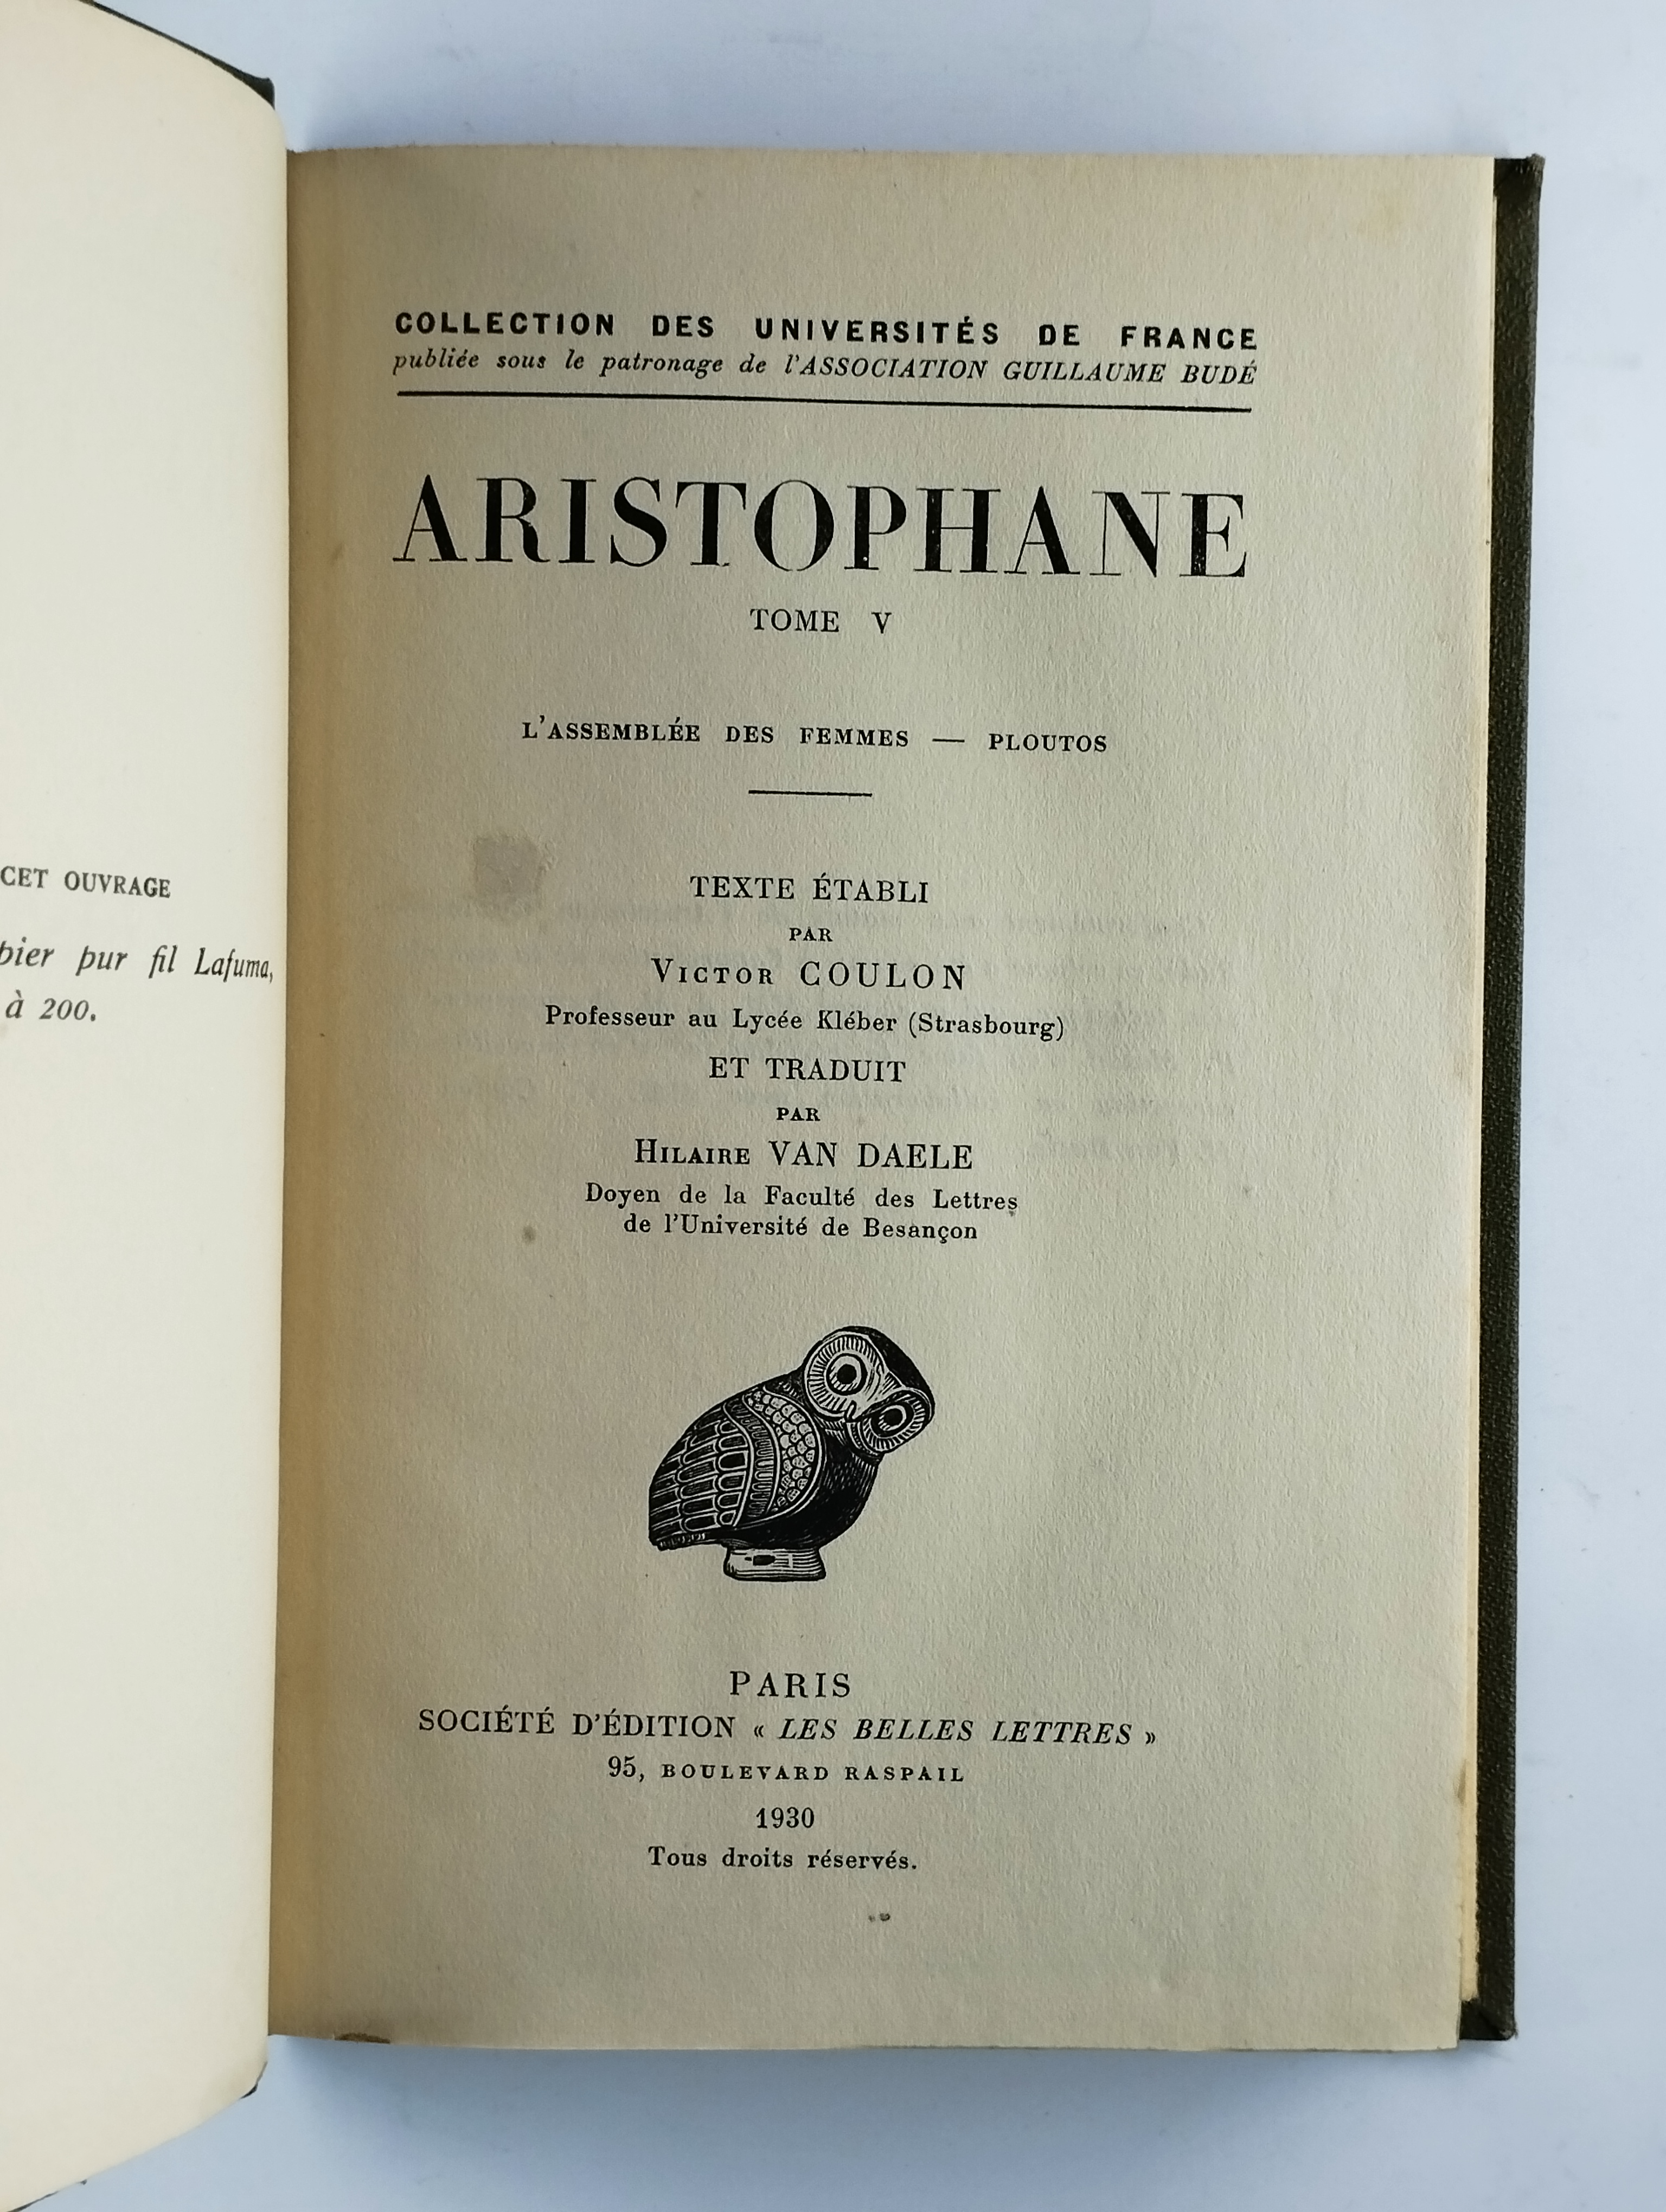 CET OUVRAGE
pur fil Lafuma,
à 200.
COLLECTION DES UNIVERSITÉS DE FRANCE
publiée sous le patronage de l'ASSOCIATION GUILLAUME BUDÉ
ARISTOPHANE
TOME V
L'ASSEMBLÉE DES FEMMES — PLOUTOS
TEXTE ÉTABLI
PAR
VICTOR COULON
Professeur au Lycée Kléber (Strasbourg)
ET TRADUIT
PAR
HILAIRE VAN DAELE
Doyen de la Faculté des Lettres
de l'Université de Besançon
PARIS
SOCIÉTÉ D'ÉDITION « LES BELLES LETTRES »
95, BOULEVARD RASPAIL
1930
Tous droits réservés.